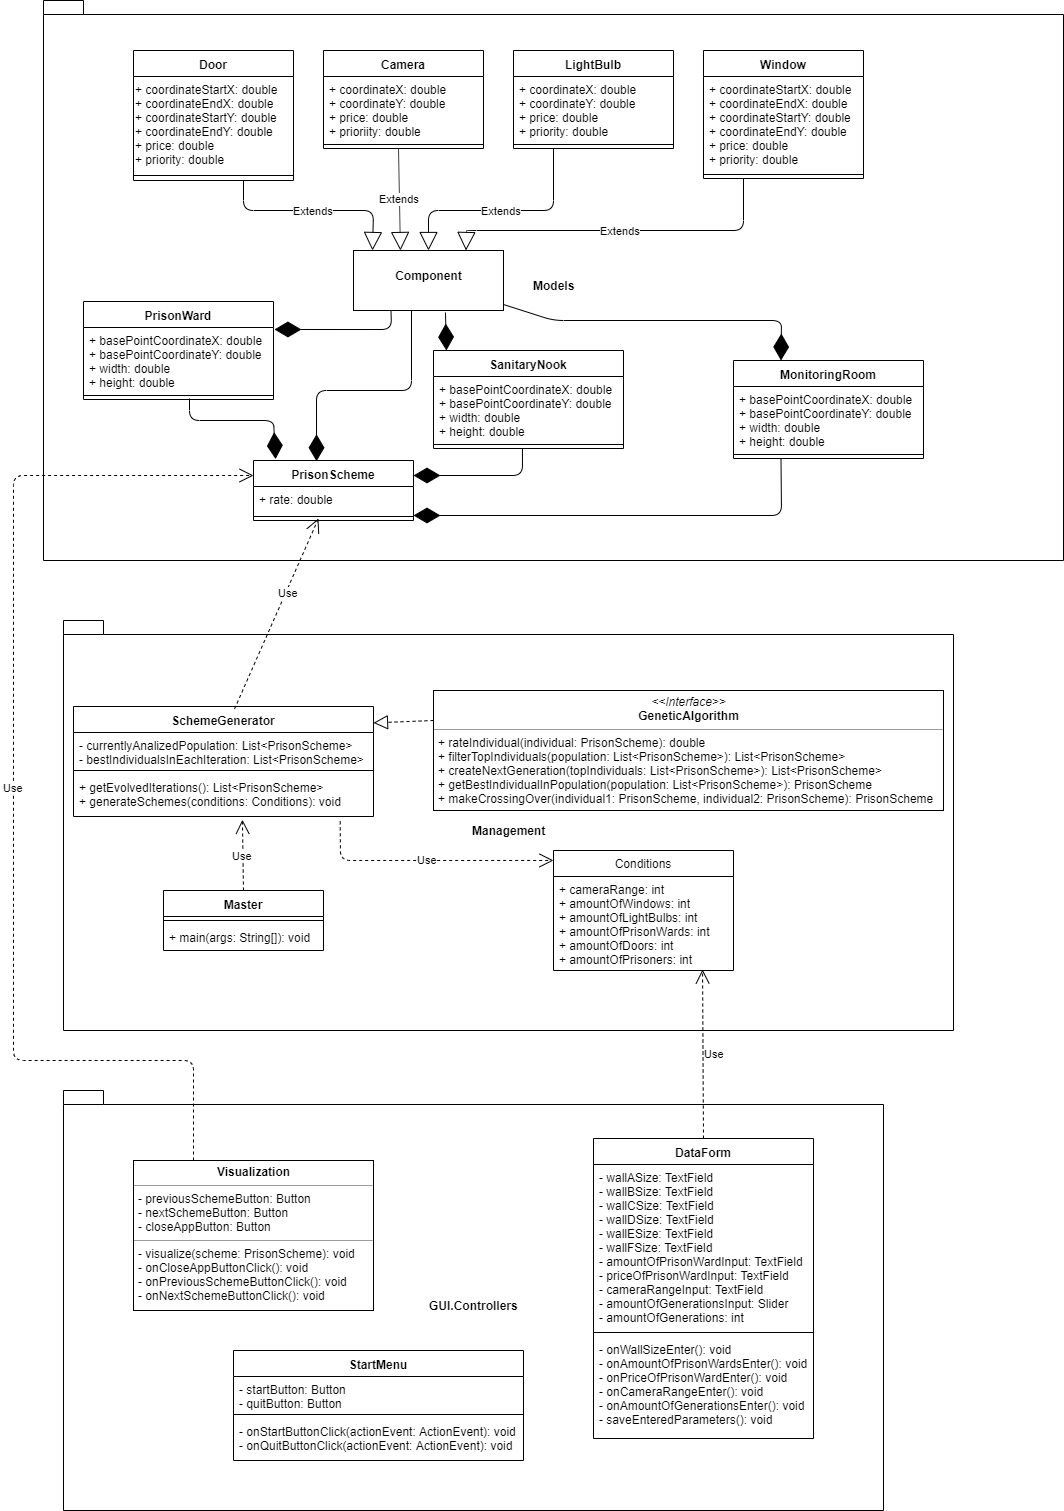 Door
+ coordinateStartX: double
+ coordinateEndX: double
+ coordinateStartY: double
+ coordinateEndY: double
+ price: double
+ priority: double
Camera
+ coordinateX: double
+ coordinateY: double
+ price: double
+ prioriity: double
LightBulb
+ coordinateX: double
+ coordinateY: double
+ price: double
+ priority: double
Window
+ coordinateStartX: double
+ coordinateEndX: double
+ coordinateStartY: double
+ coordinateEndY: double
+ price: double
+ priority: double
Extends
Extends
Extends
Extends
Component
Models
PrisonWard
+ basePointCoordinateX: double
+ basePointCoordinateY: double
+ width: double
+ height: double
SanitaryNook
+ basePointCoordinateX: double
+ basePointCoordinateY: double
+ width: double
+ height: double
MonitoringRoom
+ basePointCoordinateX: double
+ basePointCoordinateY: double
+ width: double
+ height: double
PrisonScheme
+ rate: double
Use
SchemeGenerator
- currentlyAnalizedPopulation: List<PrisonScheme>
- bestIndividualsInEachIteration: List<PrisonScheme>
+ getEvolvedIterations(): List<PrisonScheme>
+ generateSchemes(conditions: Conditions): void
<<Interface>>
GeneticAlgorithm
+ rateIndividual(individual: PrisonScheme): double
+ filterTopIndividuals(population: List<PrisonScheme>): List<PrisonScheme>
+ createNextGeneration(topIndividuals: List<PrisonScheme>): List<PrisonScheme>
+ getBestIndividualInPopulation(population: List<PrisonScheme>): PrisonScheme
+ makeCrossingOver(individual1: PrisonScheme, individual2: PrisonScheme): PrisonScheme
Use
Management
Use
Use
Master
+ main(args: String[]): void
Conditions
+ cameraRange: int
+ amountOfWindows: int
+ amountOfLightBulbs: int
+ amountOfPrisonWards: int
+ amountOfDoors: int
+ amountOfPrisoners: int
Use
Visualization
- previousSchemeButton: Button
- nextSchemeButton: Button
- closeAppButton: Button
- visualize(scheme: PrisonScheme): void
- onCloseAppButtonClick(): void
- onPreviousSchemeButtonClick(): void
- onNextSchemeButtonClick(): void
DataForm
- wallASize: TextField
- wallBSize: TextField
- wallCSize: TextField
- wallDSize: TextField
- wallESize: TextField
- wallFSize: TextField
- amountOfPrisonWardInput: TextField
- priceOfPrisonWardInput: TextField
- cameraRangeInput: TextField
- amountOfGenerationsInput: Slider
- amountOfGenerations: int
- onWallSizeEnter(): void
- onAmountOfPrisonWardsEnter(): void
- onPriceOfPrisonWardEnter(): void
- onCameraRangeEnter(): void
- onAmountOfGenerationsEnter(): void
- saveEnteredParameters(): void
GUI.Controllers
StartMenu
- startButton: Button
- quitButton: Button
- onStartButtonClick(actionEvent: ActionEvent): void
- onQuitButtonClick(actionEvent: ActionEvent): void